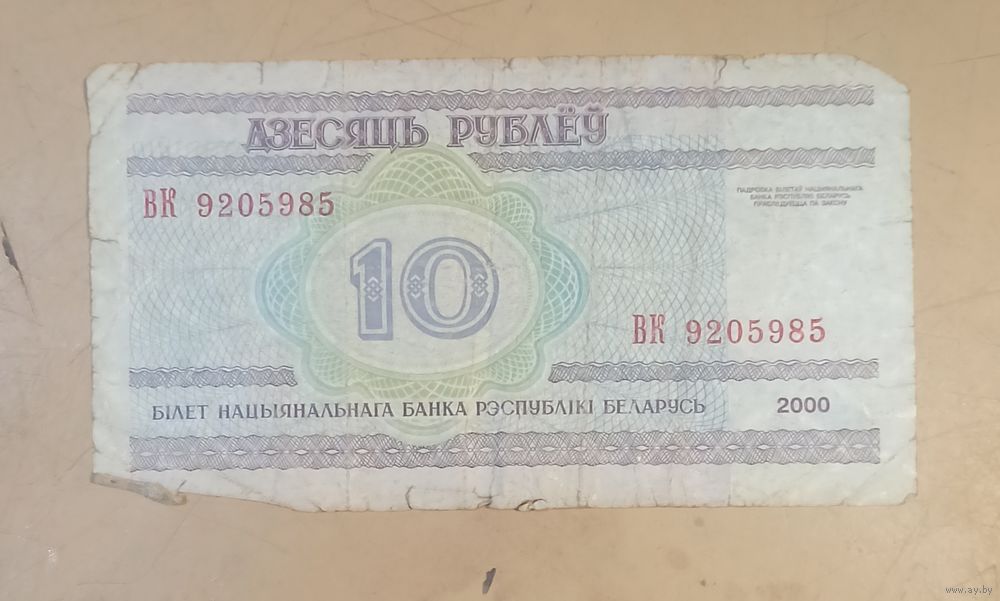 ДЗЕСЯЦЬ РУБЛЁЎ
ВК 9205985
ПАДРОБКА БІЛЕТАЎ НАЦЫЯНАЛЬНАГА
БАНКА РЭСПУБЛІКІ БЕЛАРУСЬ
ПРАСЛЕДУЕЦЦА ПА ЗАКОНУ
10
ВК 9205985
БІЛЕТ НАЦЫЯНАЛЬНАГА БАНКА РЭСПУБЛІКІ БЕЛАРУСЬ 2000
www.ay.by